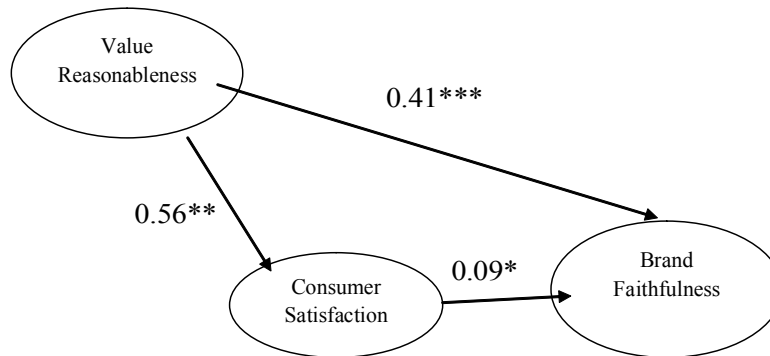 Value
Reasonableness
0.41***
0.56**
Consumer
Satisfaction
0.09*
Brand
Faithfulness